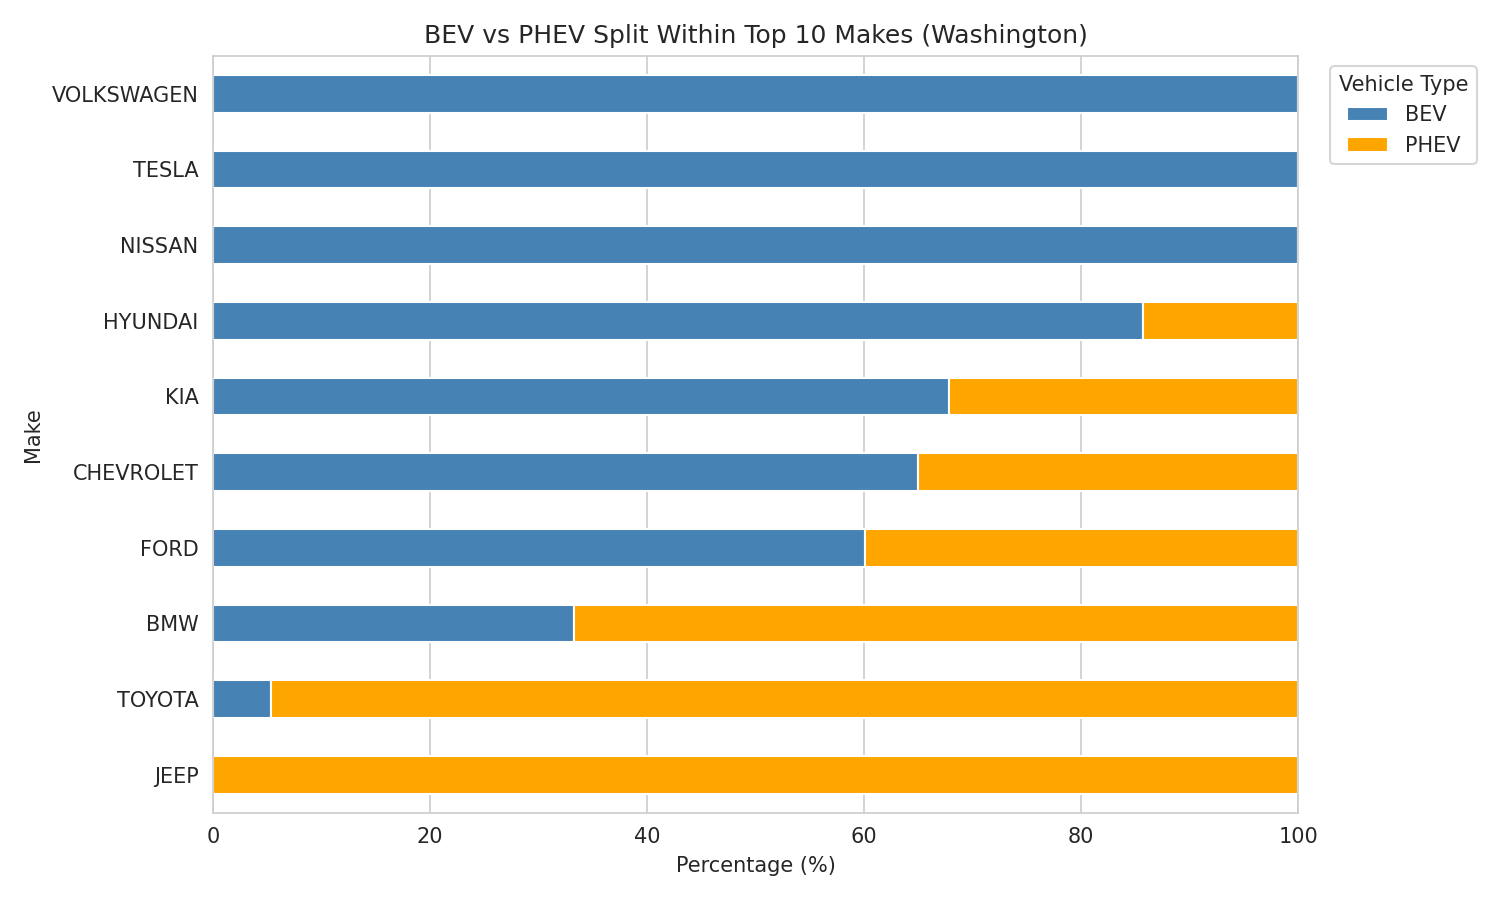 BEV vs PHEV Split Within Top 10 Makes (Washington)
Vehicle Type
BEV
PHEV
Make
VOLKSWAGEN
TESLA
NISSAN
HYUNDAI
KIA
CHEVROLET
FORD
BMW
TOYOTA
JEEP
0 20 40 60 80 100
Percentage (%)